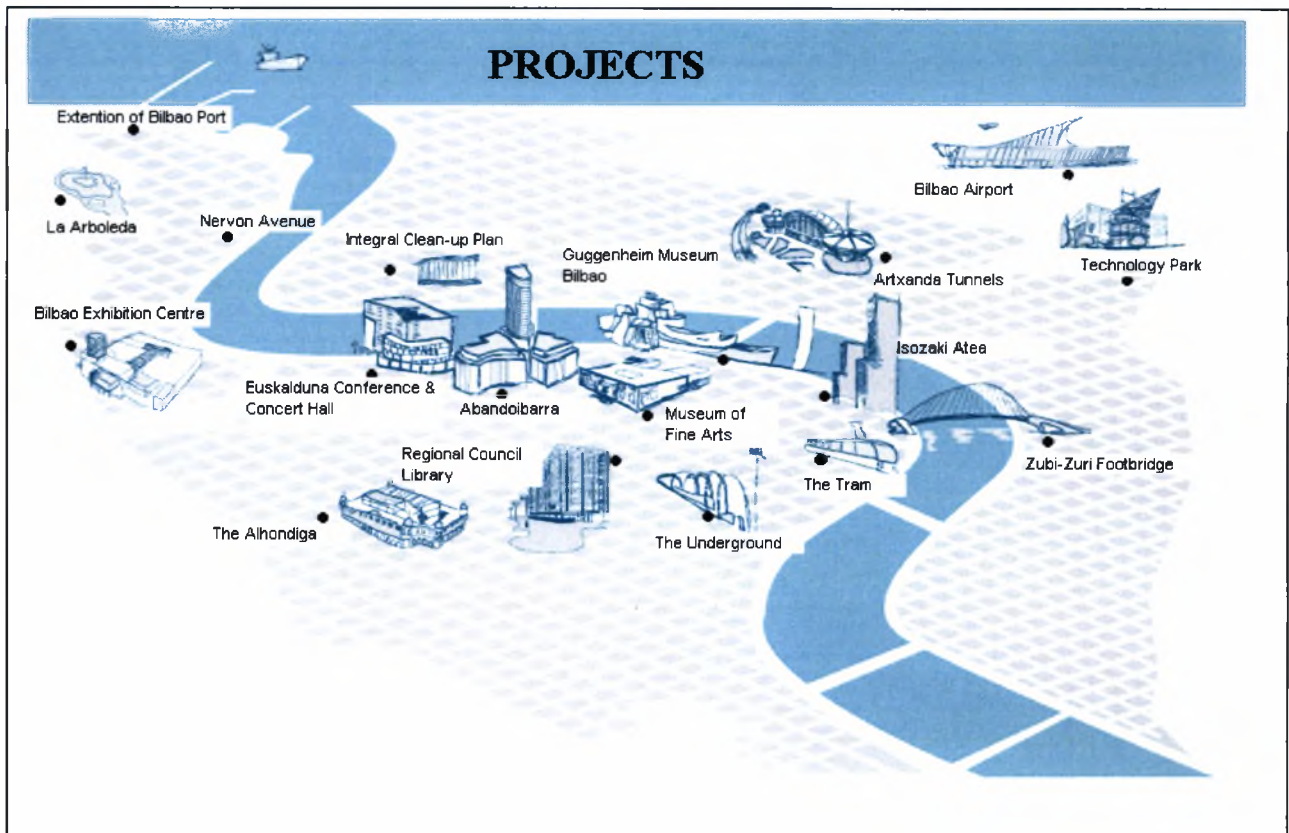 PROJECTS
Extention of Bilbao Port
Bilbao Airport
La Arboleda
Nervon Avenue
Integral Clean-up Plan
Guggenheim Museum
Bilbao
Artxanda Tunnels
Technology Park
Bilbao Exhibition Centre
Isozaki Atea
Euskalduna Conference &
Concert Hall
Abandoibarra
Museum of
Fine Arts
Regional Council
Library
The Tram
Zubi-Zuri Footbridge
The Alhondiga
The Underground